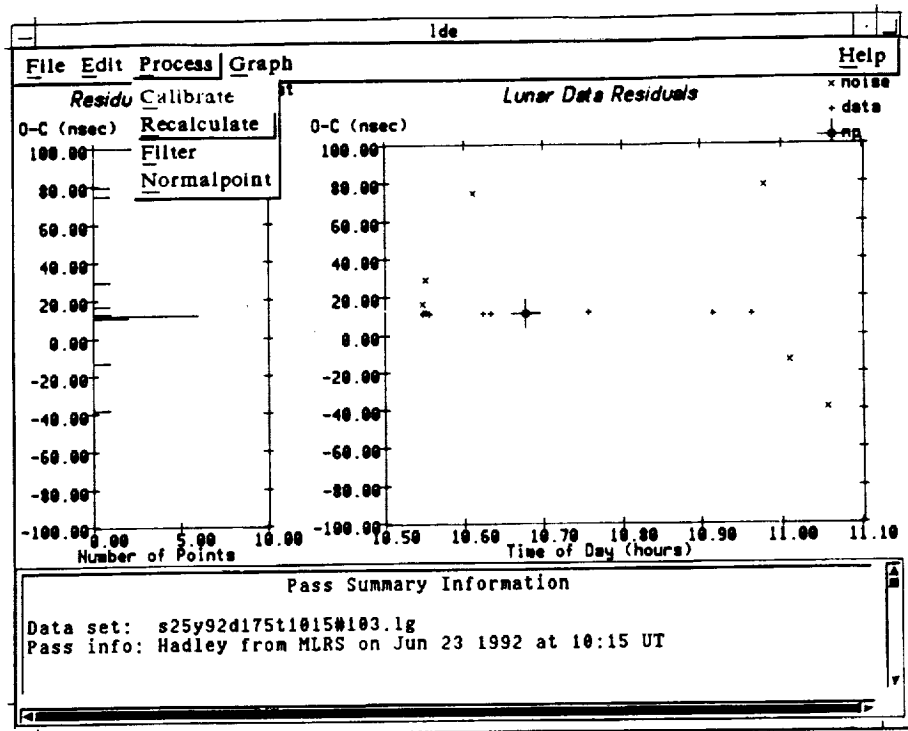 lde
File Edit Process Graph Help
Calibrate
Recalculate
Filter
Normalpoint
Residu st
O-C (nsec)
100.00
80.00
60.00
40.00
20.00
0.00
-20.00
-40.00
-60.00
-80.00
-100.00
0.00 5.00 10.00
Number of Points
Lunar Data Residuals
× noise
+ data
np
O-C (nsec)
100.00
80.00
60.00
40.00
20.00
0.00
-20.00
-40.00
-60.00
-80.00
-100.00
10.50 10.60 10.70 10.80 10.90 11.00 11.10
Time of Day (hours)
Pass Summary Information
Data set: s25y92d175t1015#103.lg
Pass info: Hadley from MLRS on Jun 23 1992 at 10:15 UT